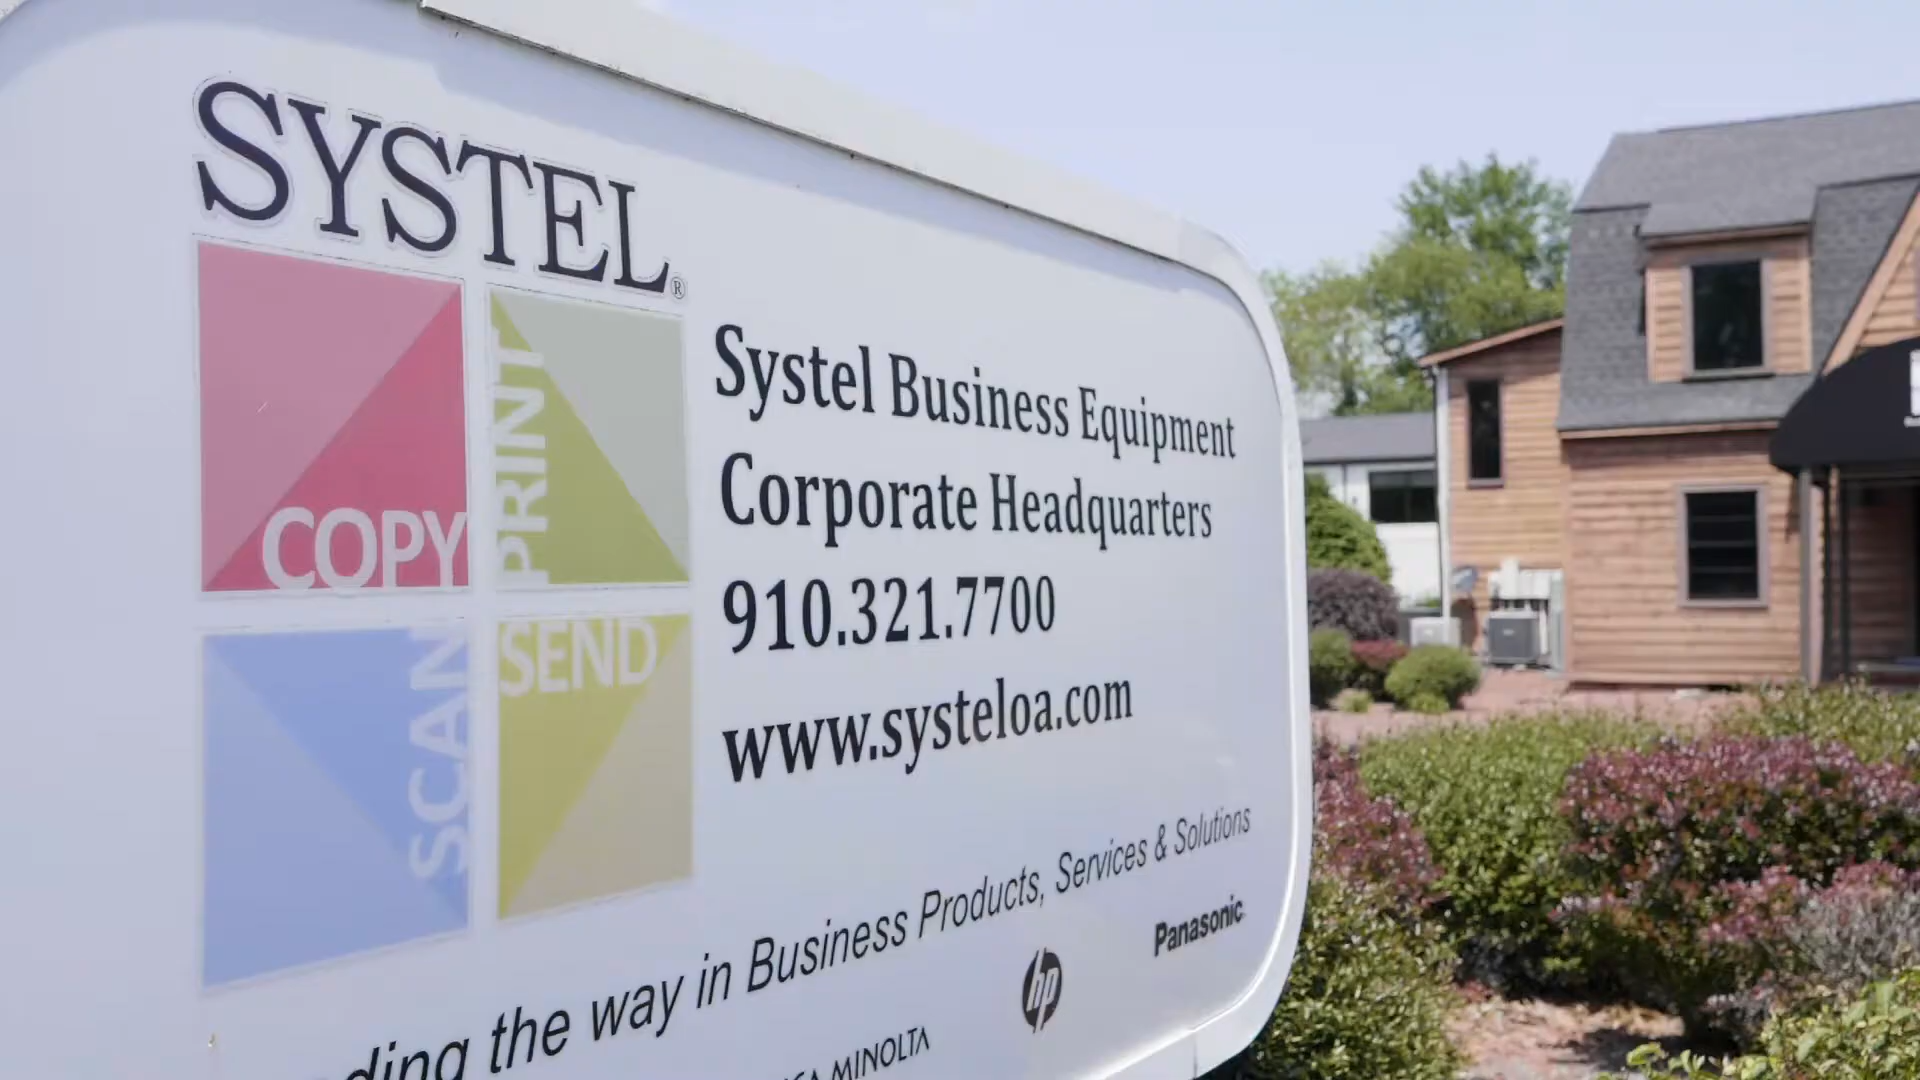 SYSTEL®
COPY
PRINT
SCAN
SEND
Systel Business Equipment
Corporate Headquarters
910.321.7700
www.systeloa.com
the way in Business Products, Services & Solutions
MINOLTA
hp
Panasonic